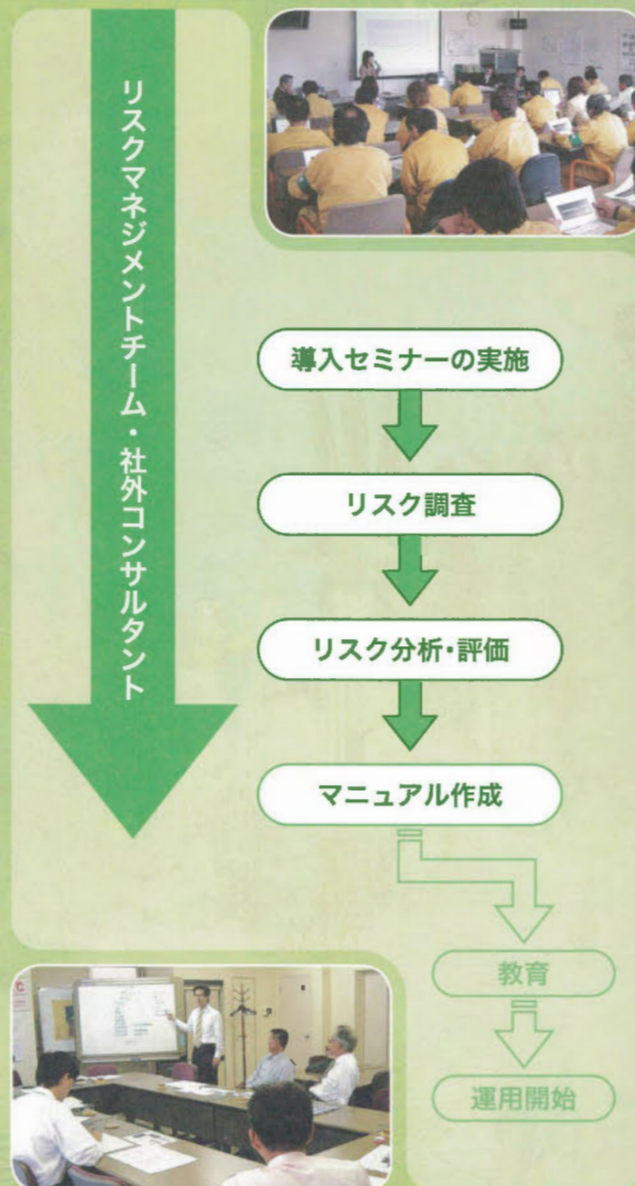 リスクマネジメントチーム・社外コンサルタント
導入セミナーの実施
リスク調査
リスク分析・評価
マニュアル作成
教育
運用開始